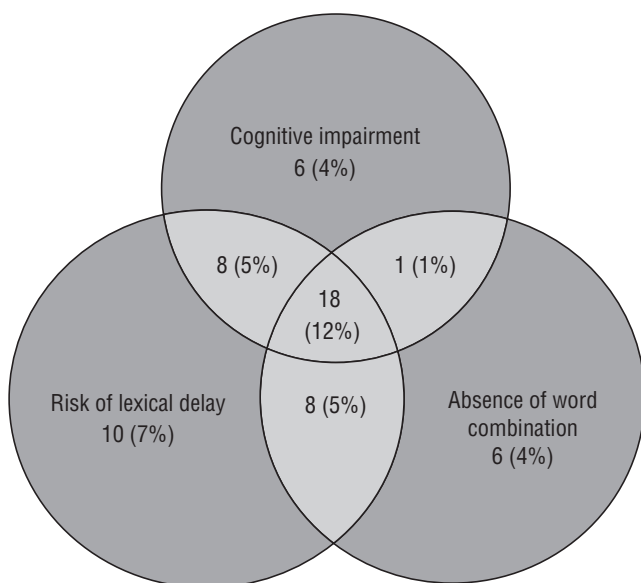 Cognitive impairment
6 (4%)
8 (5%)
1 (1%)
18
(12%)
Risk of lexical delay
10 (7%)
8 (5%)
Absence of word
combination
6 (4%)